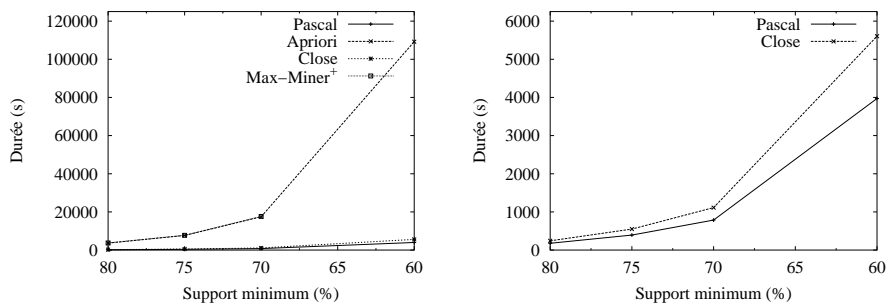 120000
100000
80000
60000
40000
20000
0
Durée (s)
80
75
70
65
60
Support minimum (%)
Pascal
Apriori
Close
Max−Miner+
6000
5000
4000
3000
2000
1000
0
Durée (s)
80
75
70
65
60
Support minimum (%)
Pascal
Close